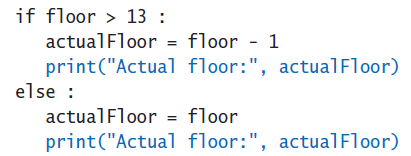 if floor > 13 :
   actualFloor = floor - 1
   print("Actual floor:", actualFloor)
else :
   actualFloor = floor
   print("Actual floor:", actualFloor)